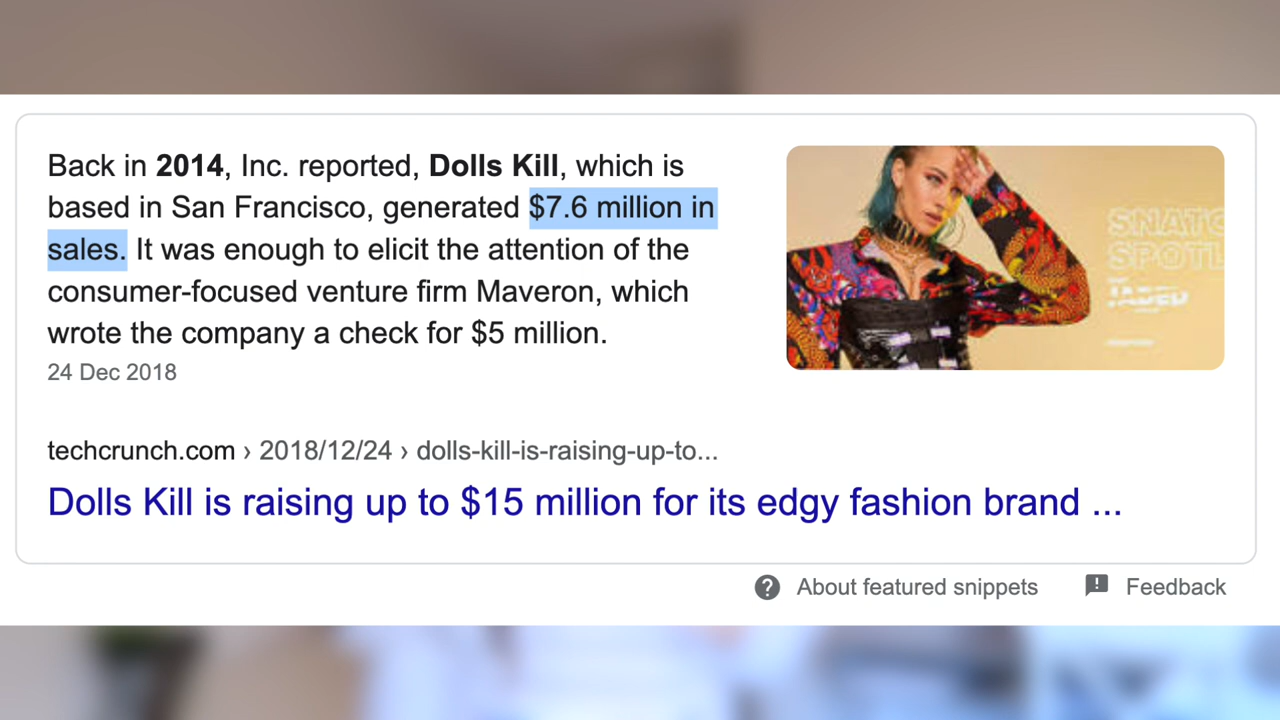 Back in 2014, Inc. reported, Dolls Kill, which is
based in San Francisco, generated $7.6 million in
sales. It was enough to elicit the attention of the
consumer-focused venture firm Maveron, which
wrote the company a check for $5 million.
24 Dec 2018
SPOTL
JADED
techcrunch.com › 2018/12/24 › dolls-kill-is-raising-up-to...
Dolls Kill is raising up to $15 million for its edgy fashion brand ...
About featured snippets
Feedback